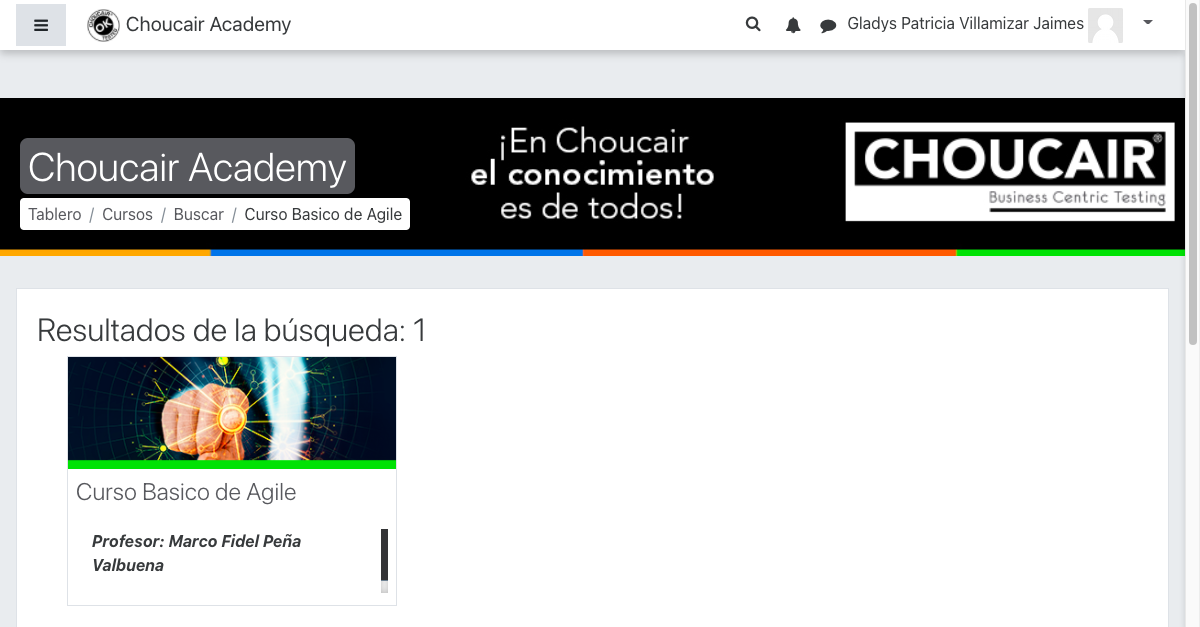 Choucair Academy
Gladys Patricia Villamizar Jaimes
Choucair Academy
Tablero / Cursos / Buscar / Curso Basico de Agile
¡En Choucair
el conocimiento
es de todos!
CHOUCAIR®
Business Centric Testing
Resultados de la búsqueda: 1
Curso Basico de Agile
Profesor: Marco Fidel Peña
Valbuena